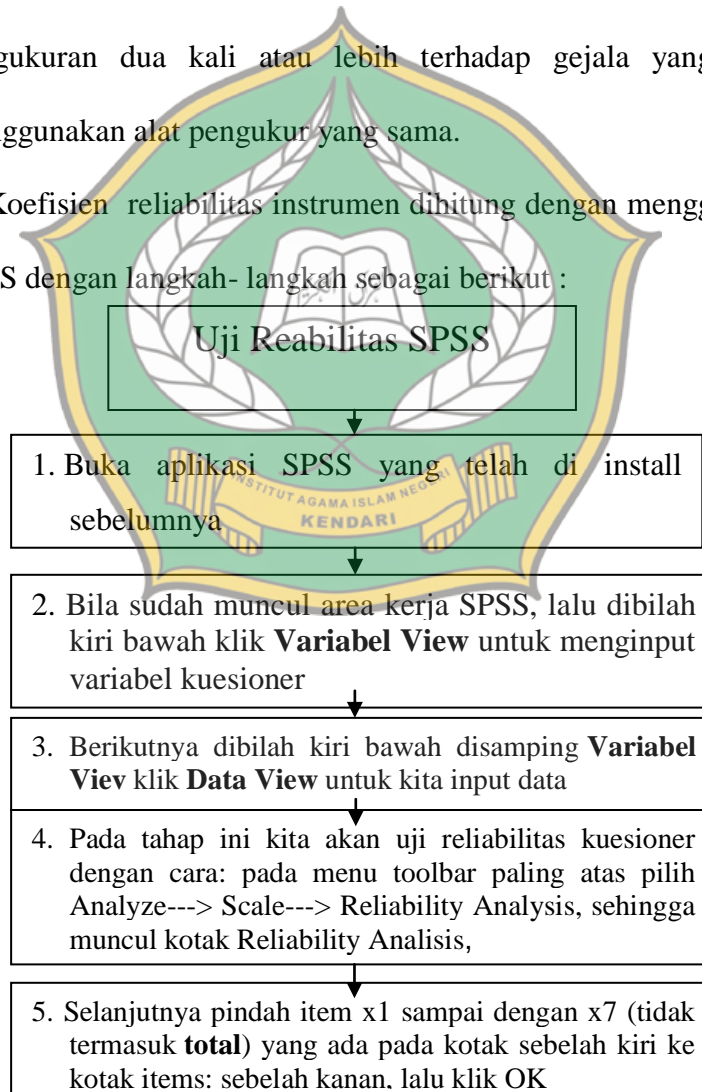 gukuran dua kali atau lebih terhadap gejala yang
ggunakan alat pengukur yang sama.
Koefisien reliabilitas instrumen dihitung dengan mengg
S dengan langkah- langkah sebagai berikut :
Uji Reabilitas SPSS
1. Buka aplikasi SPSS yang telah di install
sebelumnya
INSTITUT AGAMA ISLAM NEGERI
KENDARI
2. Bila sudah muncul area kerja SPSS, lalu dibilah
kiri bawah klik Variabel View untuk menginput
variabel kuesioner
3. Berikutnya dibilah kiri bawah disamping Variabel
Viev klik Data View untuk kita input data
4. Pada tahap ini kita akan uji reliabilitas kuesioner
dengan cara: pada menu toolbar paling atas pilih
Analyze---> Scale---> Reliability Analysis, sehingga
muncul kotak Reliability Analisis,
5. Selanjutnya pindah item x1 sampai dengan x7 (tidak
termasuk total) yang ada pada kotak sebelah kiri ke
kotak items: sebelah kanan, lalu klik OK